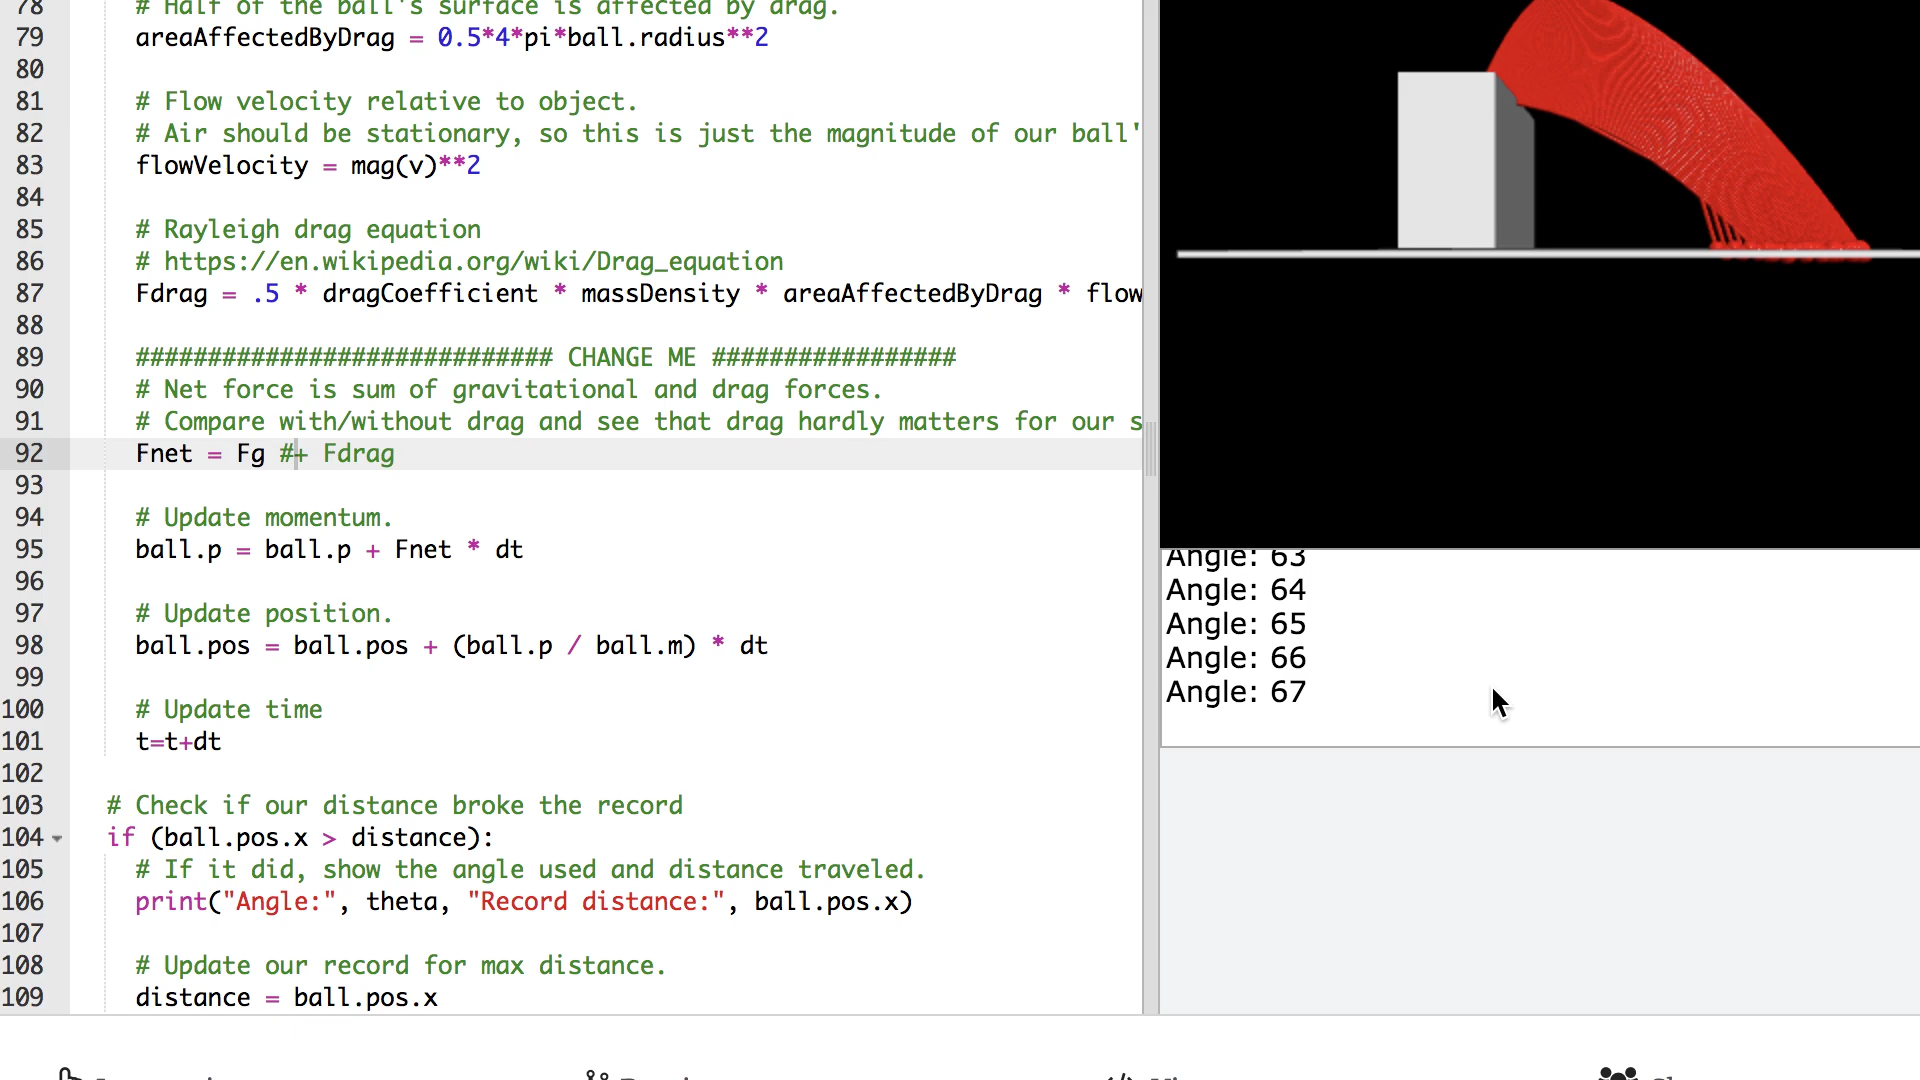 78 # Half of the ball's surface is affected by drag.
79 areaAffectedByDrag = 0.5*4*pi*ball.radius**2
80
81 # Flow velocity relative to object.
82 # Air should be stationary, so this is just the magnitude of our ball'
83 flowVelocity = mag(v)**2
84
85 # Rayleigh drag equation
86 # https://en.wikipedia.org/wiki/Drag_equation
87 Fdrag = .5 * dragCoefficient * massDensity * areaAffectedByDrag * flow
88
89 ############################# CHANGE ME #################
90 # Net force is sum of gravitational and drag forces.
91 # Compare with/without drag and see that drag hardly matters for our s
92 Fnet = Fg #+ Fdrag
93
94 # Update momentum.
95 ball.p = ball.p + Fnet * dt
96
97 # Update position.
98 ball.pos = ball.pos + (ball.p / ball.m) * dt
99
100 # Update time
101 t=t+dt
102
103 # Check if our distance broke the record
104 if (ball.pos.x > distance):
105 # If it did, show the angle used and distance traveled.
106 print("Angle:", theta, "Record distance:", ball.pos.x)
107
108 # Update our record for max distance.
109 distance = ball.pos.x
Angle: 63
Angle: 64
Angle: 65
Angle: 66
Angle: 67